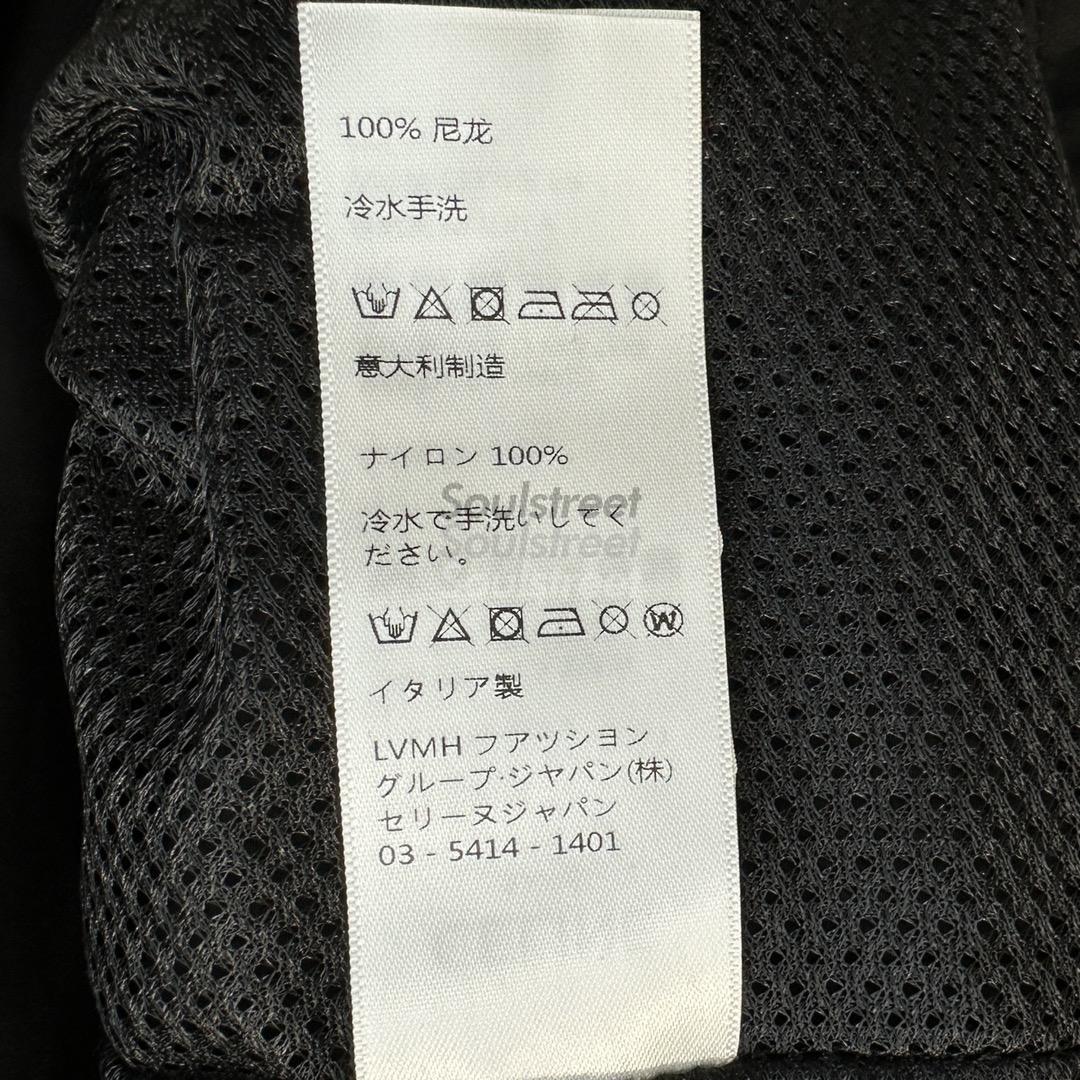 100% 尼龙
冷水手洗
意大利制造
ナイロン 100%
Soulstreet
冷水で手洗いしてく
Soulstreet
ださい。
W
イタリア製
LVMH フアツシヨン
グループ·ジヤパン(株)
セリーヌジャパン
03 - 5414 - 1401